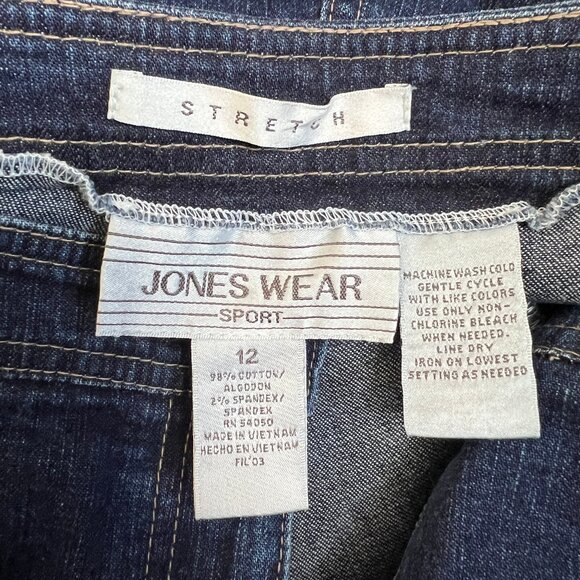 STRETCH
JONES WEAR
SPORT
12
98% COTTON/
ALGODON
2% SPANDEX/
SPANDEX
RN 54050
MADE IN VIETNAM
HECHO EN VIETNAM
FIL'03
MACHINE WASH COLD
GENTLE CYCLE
WITH LIKE COLORS
USE ONLY NON-
CHLORINE BLEACH
WHEN NEEDED.
LINE DRY
IRON ON LOWEST
SETTING AS NEEDED